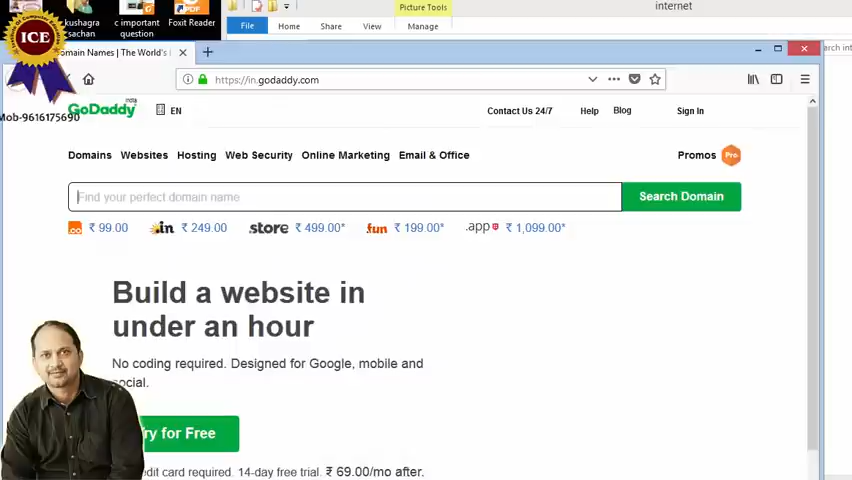 kushagra
sachan
c important
question
Foxit Reader
Picture Tools
internet
File
Home
Share
View
Manage
ICE
Domain Names | The World's
https://in.godaddy.com
Mob-9616175690
GoDaddy
India
EN
Contact Us 24/7
Help
Blog
Sign In
Domains
Websites
Hosting
Web Security
Online Marketing
Email & Office
Promos
Pro
Find your perfect domain name
Search Domain
.co
₹ 99.00
.in
₹ 249.00
.store
₹ 499.00*
.fun
₹ 199.00*
.app
₹ 1,099.00*
Build a website in
under an hour
No coding required. Designed for Google, mobile and
social.
Try for Free
credit card required. 14-day free trial. ₹ 69.00/mo after.